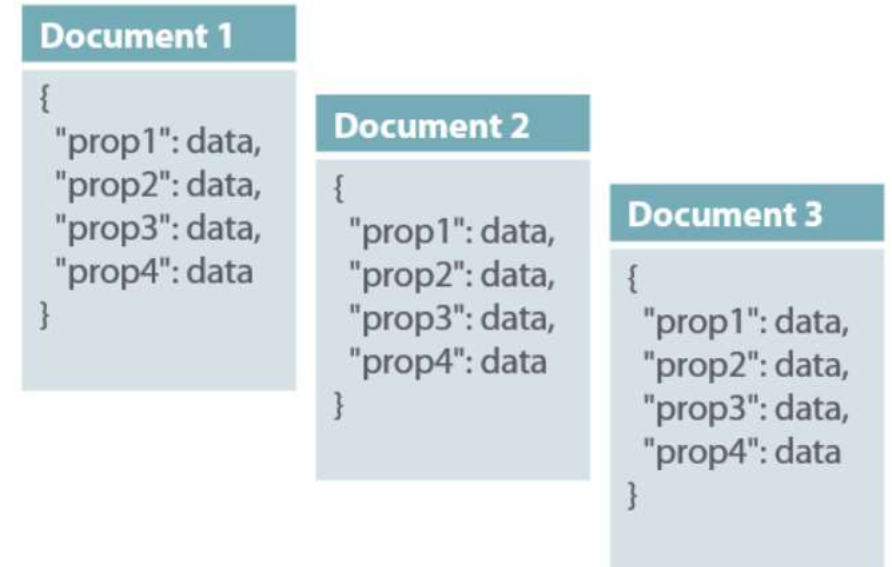 Document 1
{
"prop1": data,
"prop2": data,
"prop3": data,
"prop4": data
}
Document 2
{
"prop1": data,
"prop2": data,
"prop3": data,
"prop4": data
}
Document 3
{
"prop1": data,
"prop2": data,
"prop3": data,
"prop4": data
}